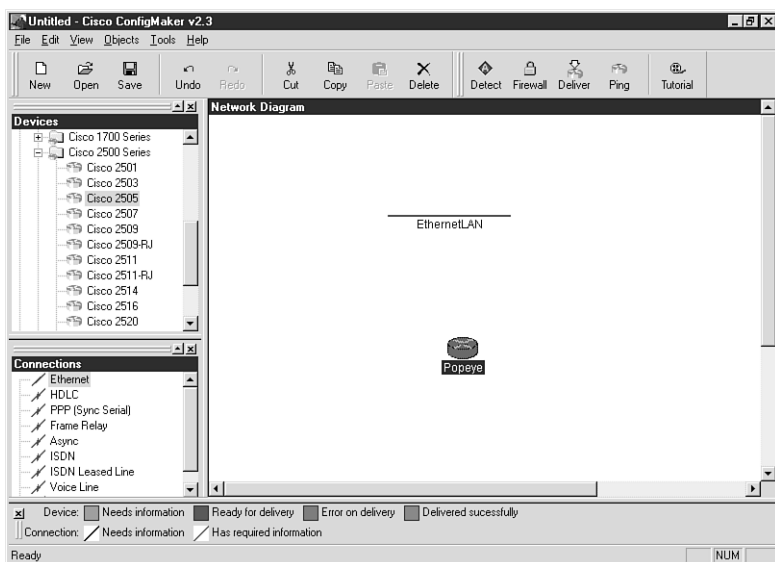 Untitled - Cisco ConfigMaker v2.3
File Edit View Objects Tools Help
New Open Save Undo Redo Cut Copy Paste Delete Detect Firewall Deliver Ping Tutorial
Devices
Cisco 1700 Series
Cisco 2500 Series
Cisco 2501
Cisco 2503
Cisco 2505
Cisco 2507
Cisco 2509
Cisco 2509-RJ
Cisco 2511
Cisco 2511-RJ
Cisco 2514
Cisco 2516
Cisco 2520
Connections
Ethernet
HDLC
PPP (Sync Serial)
Frame Relay
Async
ISDN
ISDN Leased Line
Voice Line
Network Diagram
EthernetLAN
Popeye
Device: Needs information Ready for delivery Error on delivery Delivered sucessfully
Connection: Needs information Has required information
Ready NUM